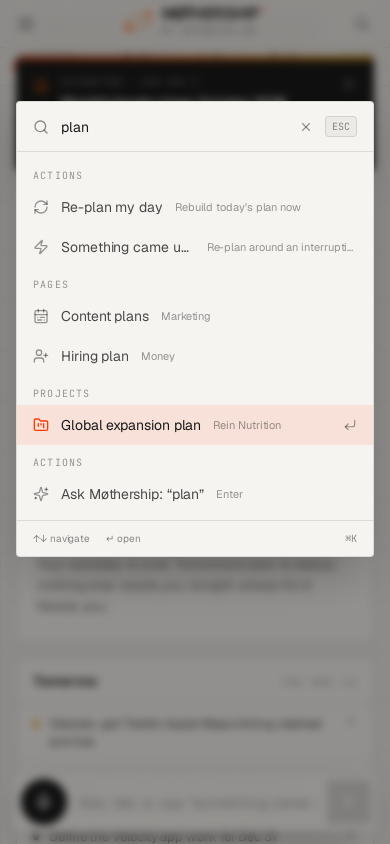 MØTHERSHIP
plan
ESC
ACTIONS
Re-plan my day Rebuild today's plan now
Something came u... Re-plan around an interrupti...
PAGES
Content plans Marketing
Hiring plan Money
PROJECTS
Global expansion plan Rein Nutrition
ACTIONS
Ask Møthership: “plan” Enter
↑↓ navigate ↵ open ⌘K
Tomorrow